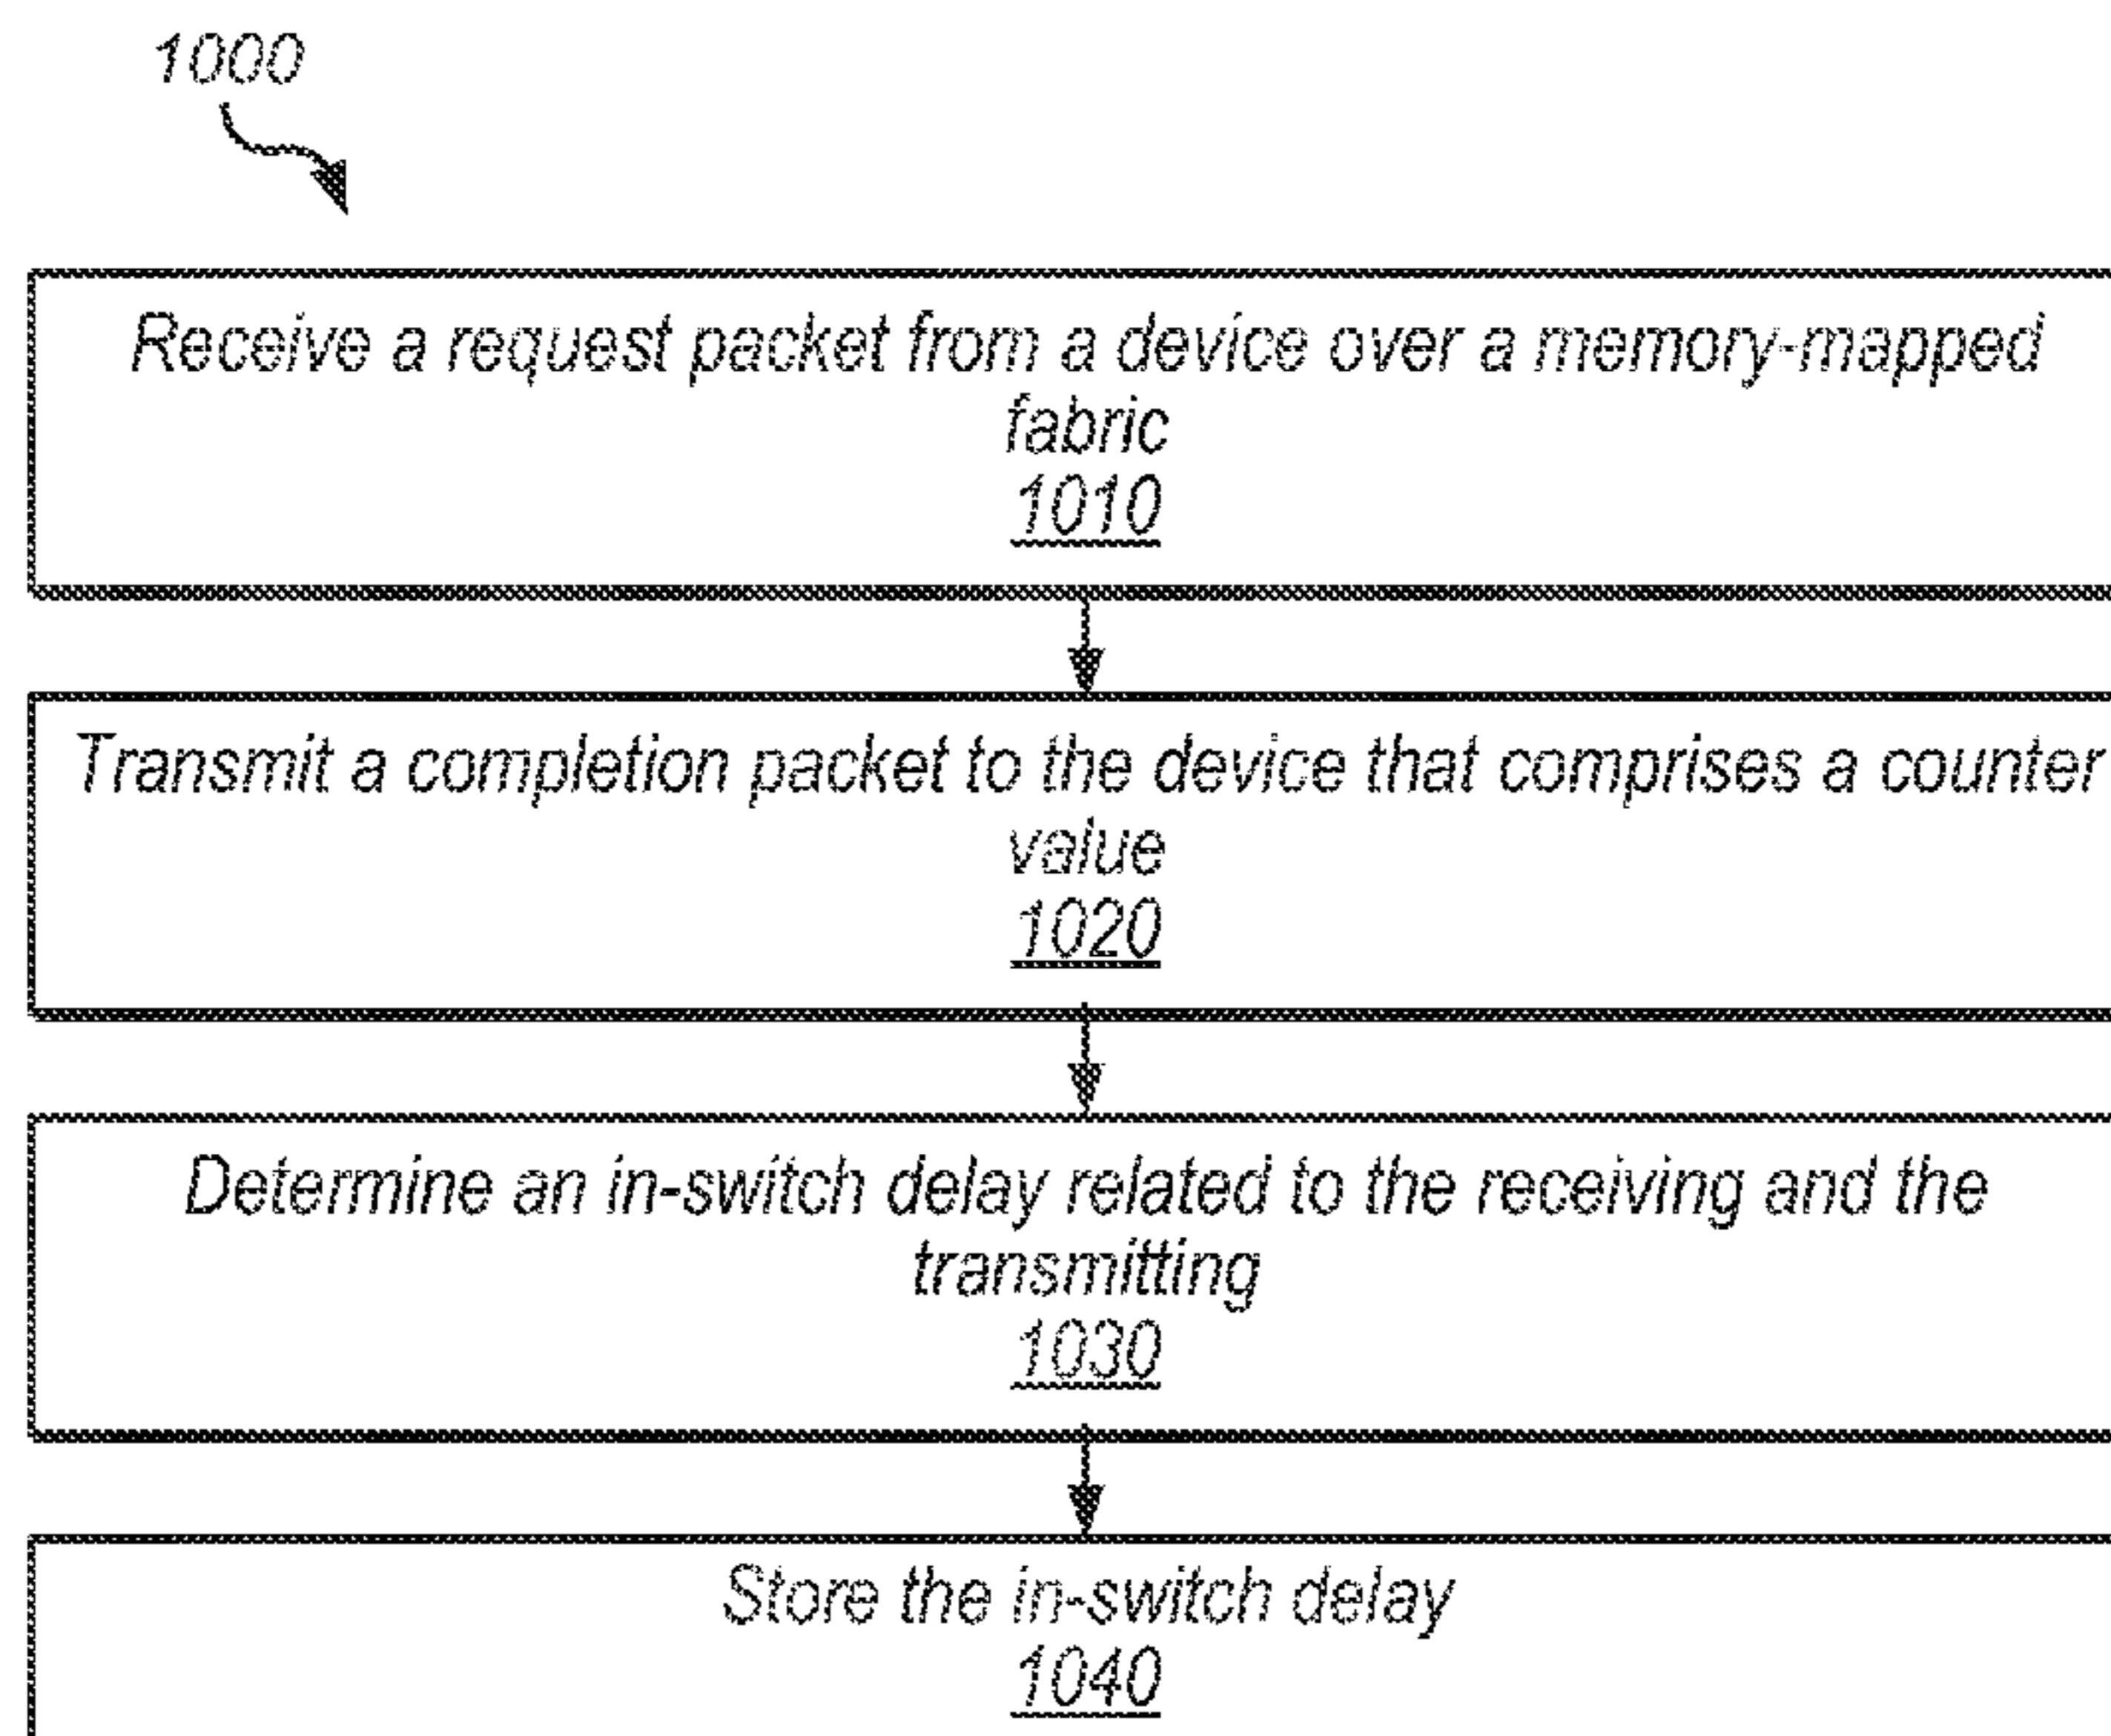 1000
Receive a request packet from a device over a memory-mapped
fabric
1010
Transmit a completion packet to the device that comprises a counter
value
1020
Determine an in-switch delay related to the receiving and the
transmitting
1030
Store the in-switch delay
1040